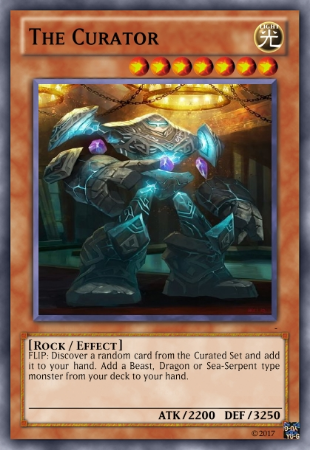 THE CURATOR
LIGHT
光
[ROCK / EFFECT]
FLIP: Discover a random card from the Curated Set and add
it to your hand. Add a Beast, Dragon or Sea-Serpent type
monster from your deck to your hand.
ATK/2200 DEF/3250
©2017